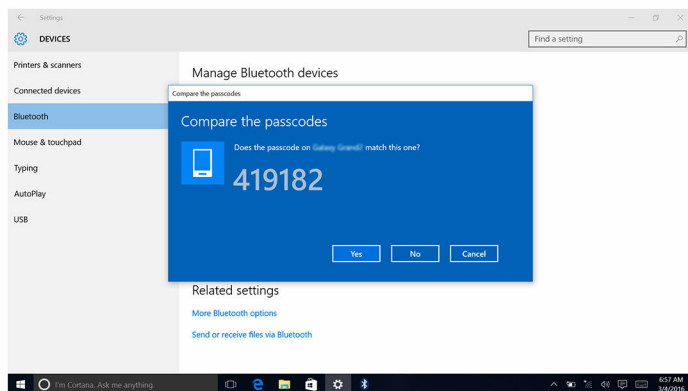 Settings
DEVICES
Find a setting
Printers & scanners
Connected devices
Bluetooth
Mouse & touchpad
Typing
AutoPlay
USB
Manage Bluetooth devices
Compare the passcodes
Compare the passcodes
Does the passcode on Galaxy Grand2 match this one?
419182
Yes No Cancel
Related settings
More Bluetooth options
Send or receive files via Bluetooth
I'm Cortana. Ask me anything.
6:57 AM
3/4/2016